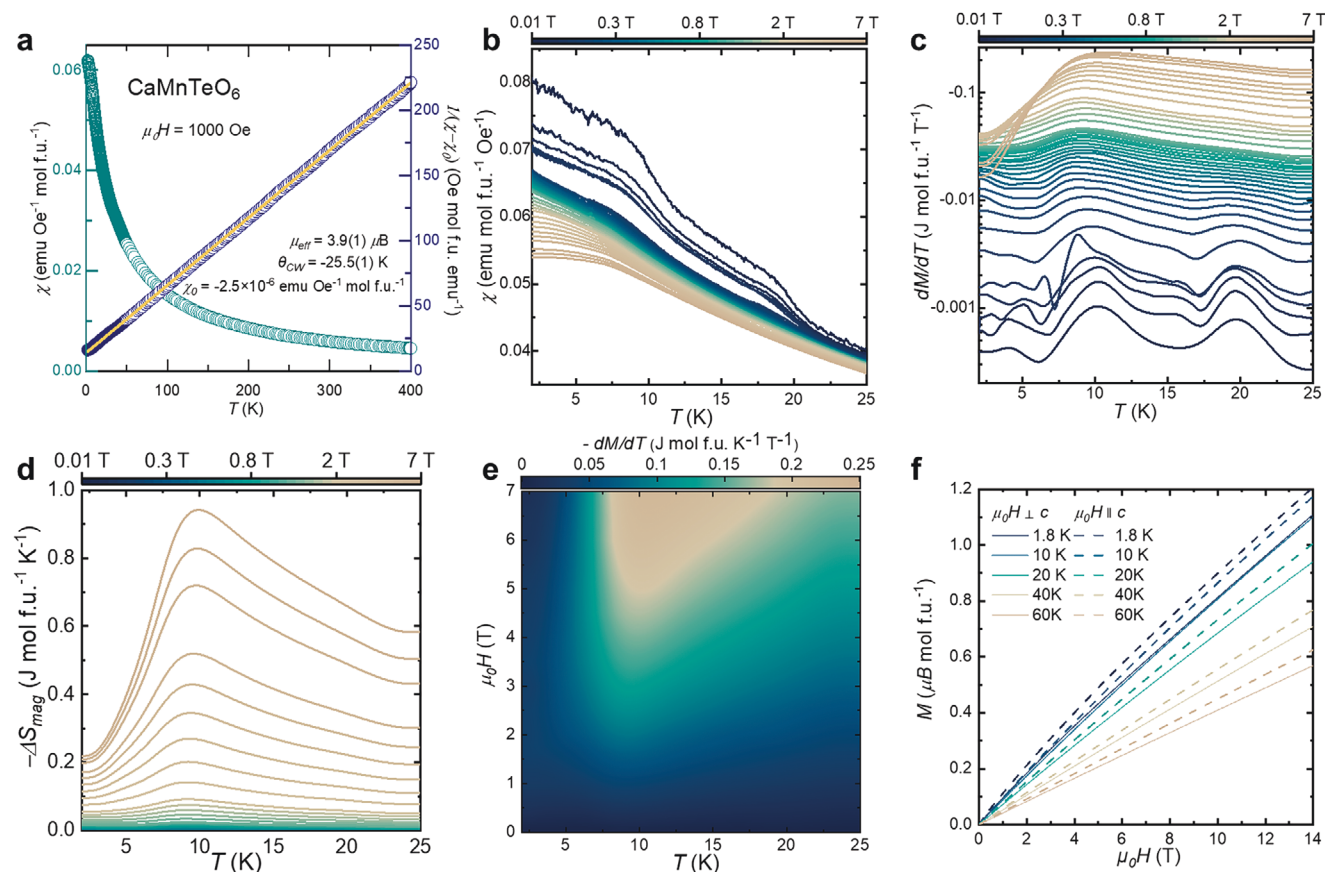 a
CaMnTeO6
μ0H = 1000 Oe
μeff = 3.9(1) μB
θCW = -25.5(1) K
χ0 = -2.5×10⁻⁶ emu Oe⁻¹ mol f.u.⁻¹
χ (emu Oe⁻¹ mol f.u.⁻¹)
0.06
0.04
0.02
0.00
1/(χ-χ0) (Oe mol f.u. emu⁻¹)
250
200
150
100
50
0
0 100 200 300 400
T (K)
b
0.01 T 0.3 T 0.8 T 2 T 7 T
χ (emu mol f.u.⁻¹ Oe⁻¹)
0.08
0.07
0.06
0.05
0.04
5 10 15 20 25
T (K)
c
0.01 T 0.3 T 0.8 T 2 T 7 T
dM/dT (J mol f.u.⁻¹ T⁻¹)
-0.1
-0.01
-0.001
5 10 15 20 25
T (K)
d
0.01 T 0.3 T 0.8 T 2 T 7 T
-ΔSmag (J mol f.u.⁻¹ K⁻¹)
1.0
0.8
0.6
0.4
0.2
0.0
5 10 15 20 25
T (K)
e
- dM/dT (J mol f.u. K⁻¹ T⁻¹)
0 0.05 0.1 0.15 0.2 0.25
μ0H (T)
7
6
5
4
3
2
1
0
5 10 15 20 25
T (K)
f
μ0H ⊥ c μ0H ∥ c
1.8 K 1.8 K
10 K 10 K
20 K 20K
40K 40K
60K 60K
M (μB mol f.u.⁻¹)
1.2
1.0
0.8
0.6
0.4
0.2
0.0
0 2 4 6 8 10 12 14
μ0H (T)